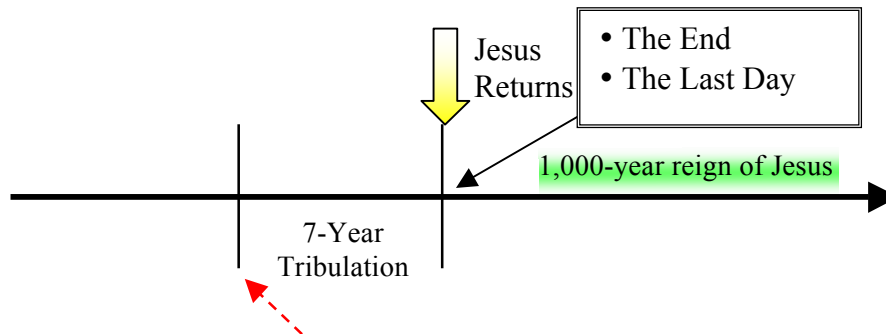 Jesus
Returns
• The End
• The Last Day
1,000-year reign of Jesus
7-Year
Tribulation